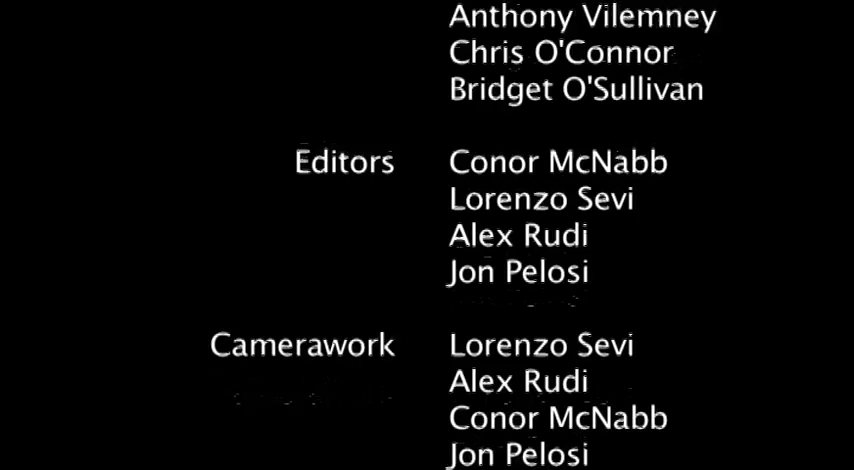 Anthony Vilemney
Chris O'Connor
Bridget O'Sullivan
Editors Conor McNabb
Lorenzo Sevi
Alex Rudi
Jon Pelosi
Camerawork Lorenzo Sevi
Alex Rudi
Conor McNabb
Jon Pelosi